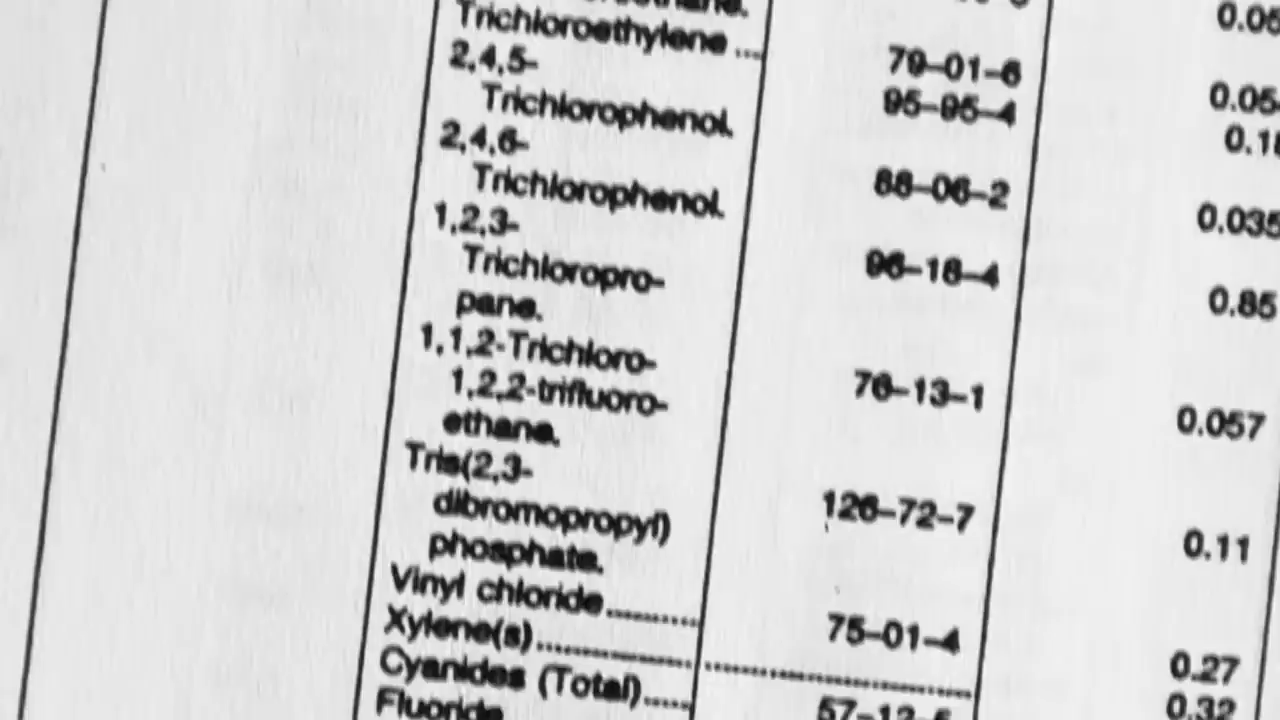 Trichloroethylene ... 79–01–6 0.05
2,4,5-
Trichlorophenol. 95–95–4 0.05
2,4,6- 0.18
Trichlorophenol. 88–06–2
1,2,3- 0.035
Trichloropro- 96–18–4
pane. 0.85
1,1,2-Trichloro-
1,2,2-trifluoro- 76–13–1
ethane. 0.057
Tris(2,3-
dibromopropyl) 126–72–7
phosphate. 0.11
Vinyl chloride
Xylene(s) 75–01–4
Cyanides (Total) 0.27
Fluoride 57–12–5 0.32